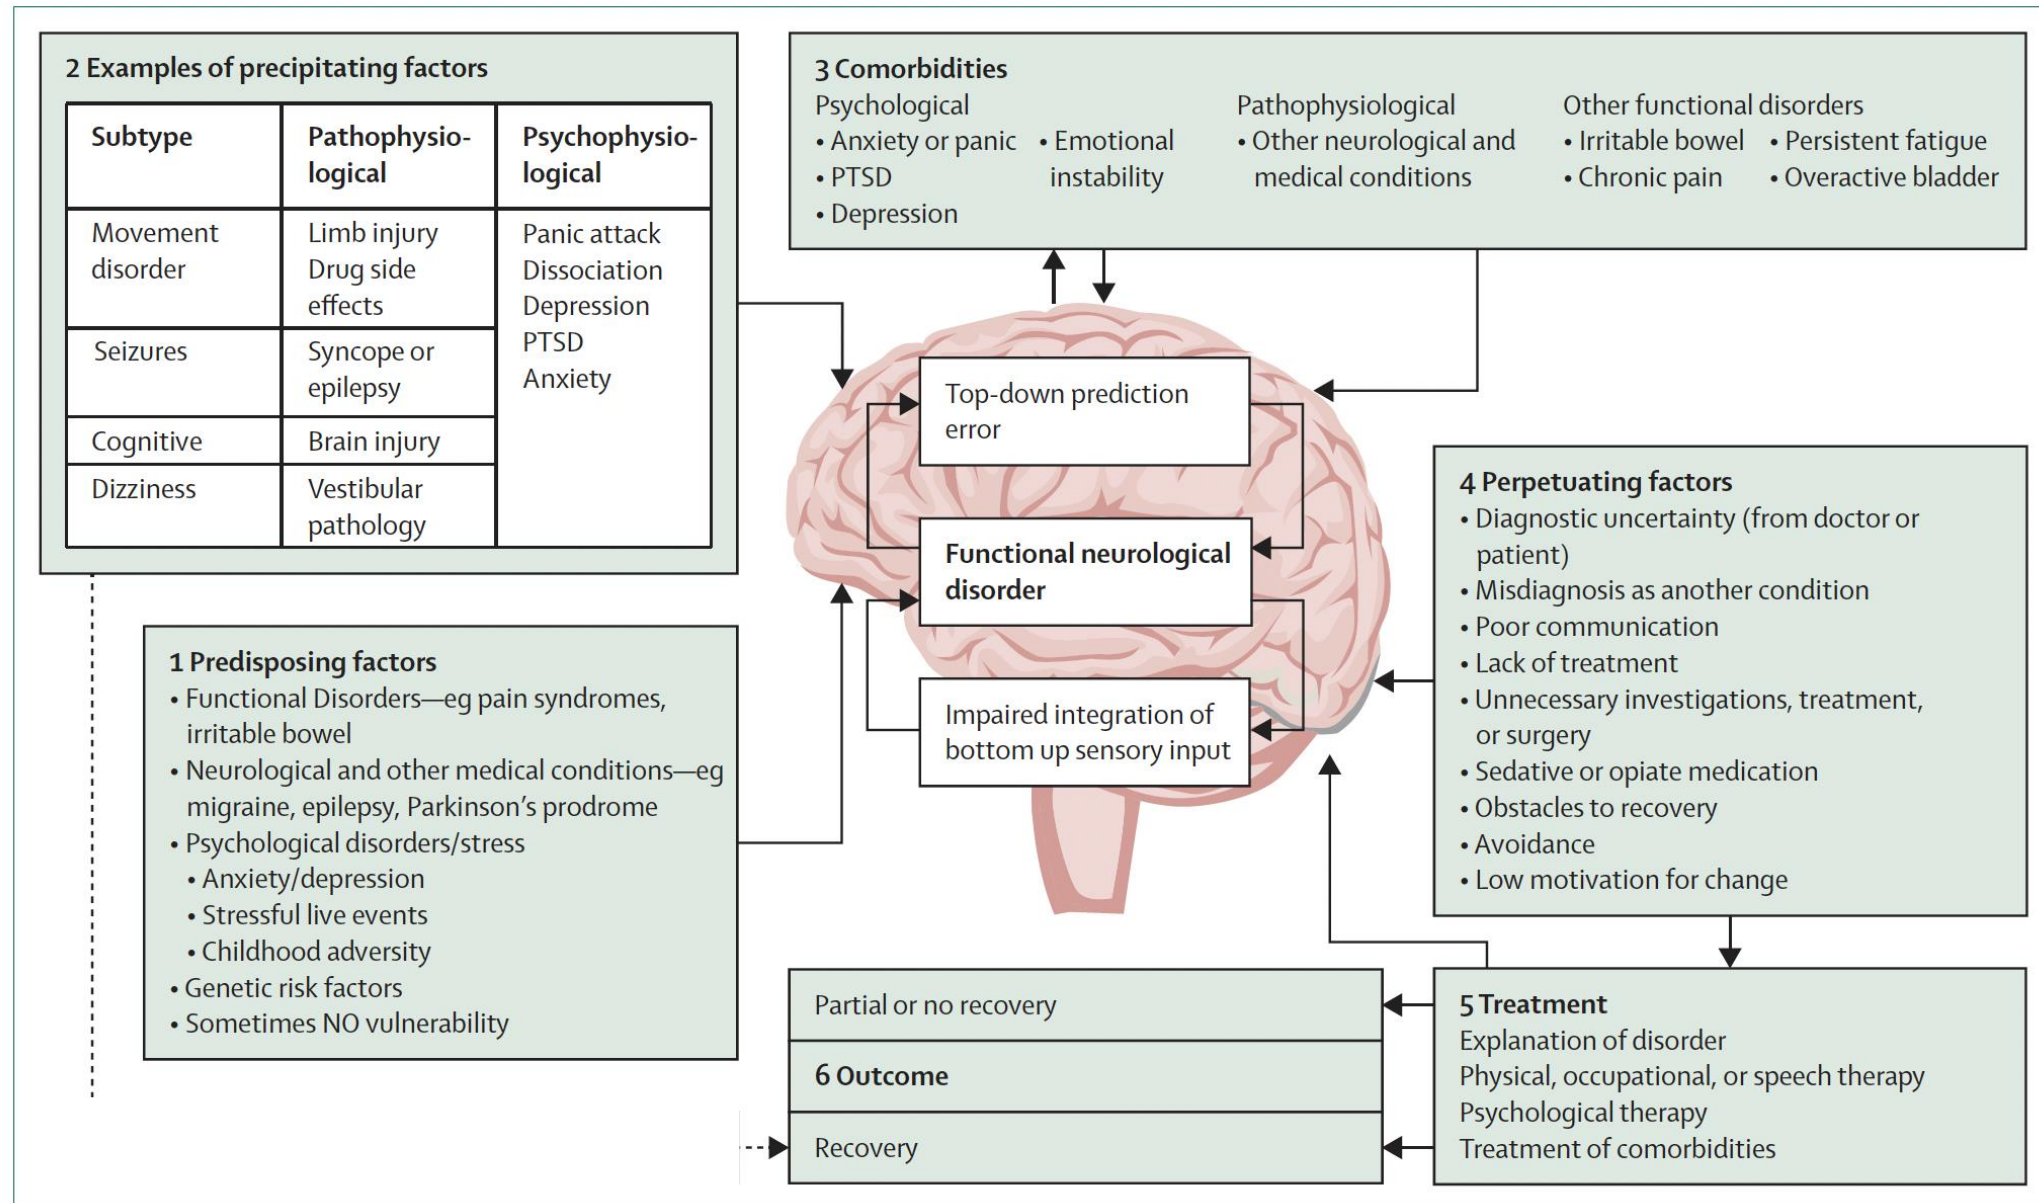 2 Examples of precipitating factors
Subtype
Pathophysio-
logical
Psychophysio-
logical
Movement
disorder
Limb injury
Drug side
effects
Panic attack
Dissociation
Depression
PTSD
Anxiety
Seizures
Syncope or
epilepsy
Cognitive
Brain injury
Dizziness
Vestibular
pathology
3 Comorbidities
Psychological
• Anxiety or panic
• PTSD
• Depression
• Emotional
instability
Pathophysiological
• Other neurological and
medical conditions
Other functional disorders
• Irritable bowel
• Chronic pain
• Persistent fatigue
• Overactive bladder
Top-down prediction
error
Functional neurological
disorder
Impaired integration of
bottom up sensory input
1 Predisposing factors
• Functional Disorders—eg pain syndromes,
irritable bowel
• Neurological and other medical conditions—eg
migraine, epilepsy, Parkinson’s prodrome
• Psychological disorders/stress
• Anxiety/depression
• Stressful live events
• Childhood adversity
• Genetic risk factors
• Sometimes NO vulnerability
4 Perpetuating factors
• Diagnostic uncertainty (from doctor or
patient)
• Misdiagnosis as another condition
• Poor communication
• Lack of treatment
• Unnecessary investigations, treatment,
or surgery
• Sedative or opiate medication
• Obstacles to recovery
• Avoidance
• Low motivation for change
5 Treatment
Explanation of disorder
Physical, occupational, or speech therapy
Psychological therapy
Treatment of comorbidities
Partial or no recovery
6 Outcome
Recovery